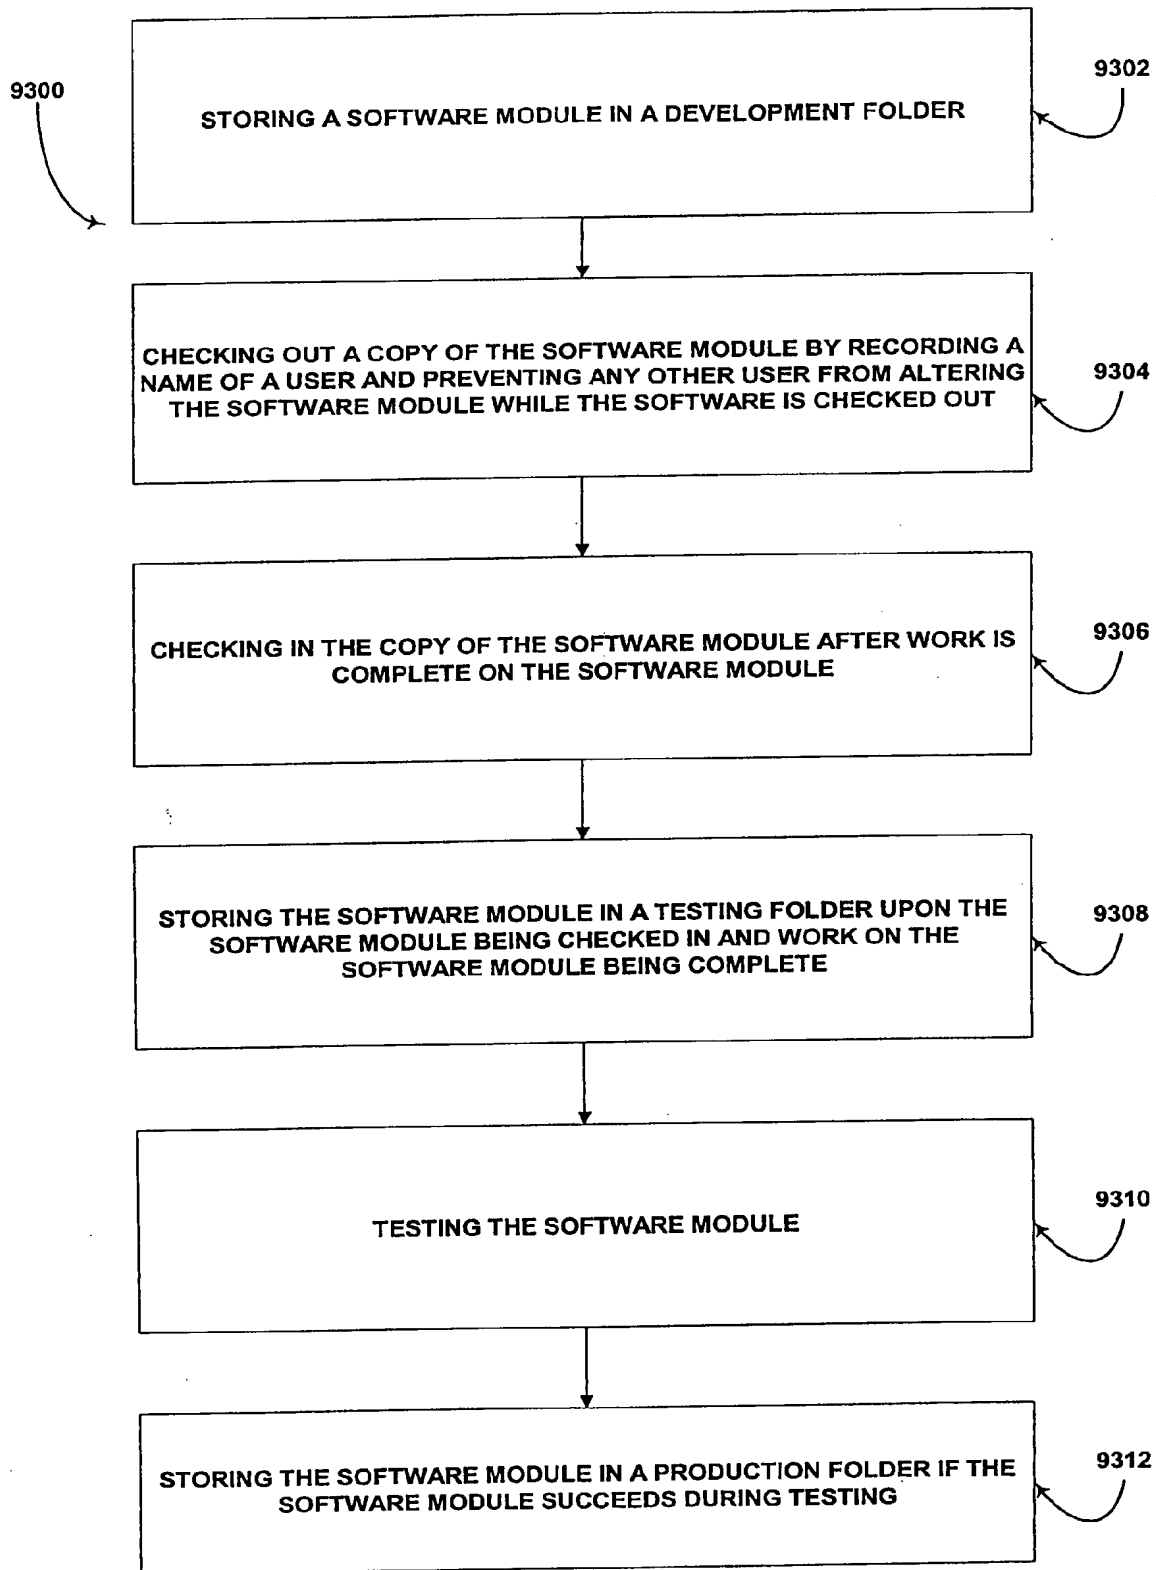 9300
9302
STORING A SOFTWARE MODULE IN A DEVELOPMENT FOLDER
CHECKING OUT A COPY OF THE SOFTWARE MODULE BY RECORDING A
NAME OF A USER AND PREVENTING ANY OTHER USER FROM ALTERING
THE SOFTWARE MODULE WHILE THE SOFTWARE IS CHECKED OUT
9304
CHECKING IN THE COPY OF THE SOFTWARE MODULE AFTER WORK IS
COMPLETE ON THE SOFTWARE MODULE
9306
STORING THE SOFTWARE MODULE IN A TESTING FOLDER UPON THE
SOFTWARE MODULE BEING CHECKED IN AND WORK ON THE
SOFTWARE MODULE BEING COMPLETE
9308
TESTING THE SOFTWARE MODULE
9310
STORING THE SOFTWARE MODULE IN A PRODUCTION FOLDER IF THE
SOFTWARE MODULE SUCCEEDS DURING TESTING
9312